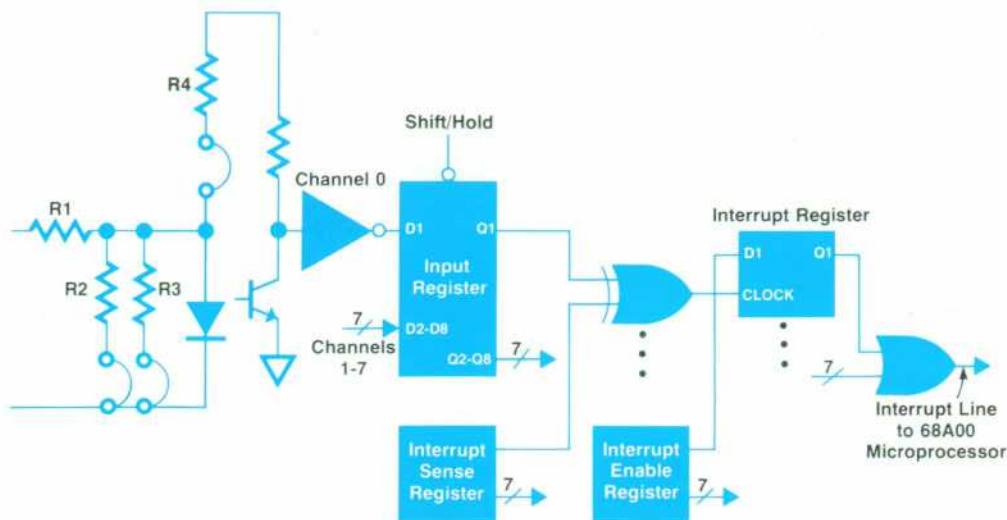 R4
Shift/Hold
Channel 0
R1
D1
Q1
Interrupt Register
D1
Q1
Input
Register
R2
R3
CLOCK
7
D2-D8
Channels
1-7
Q2-Q8
7
7
Interrupt Line
to 68A00
Microprocessor
Interrupt
Sense
Register
7
Interrupt
Enable
Register
7